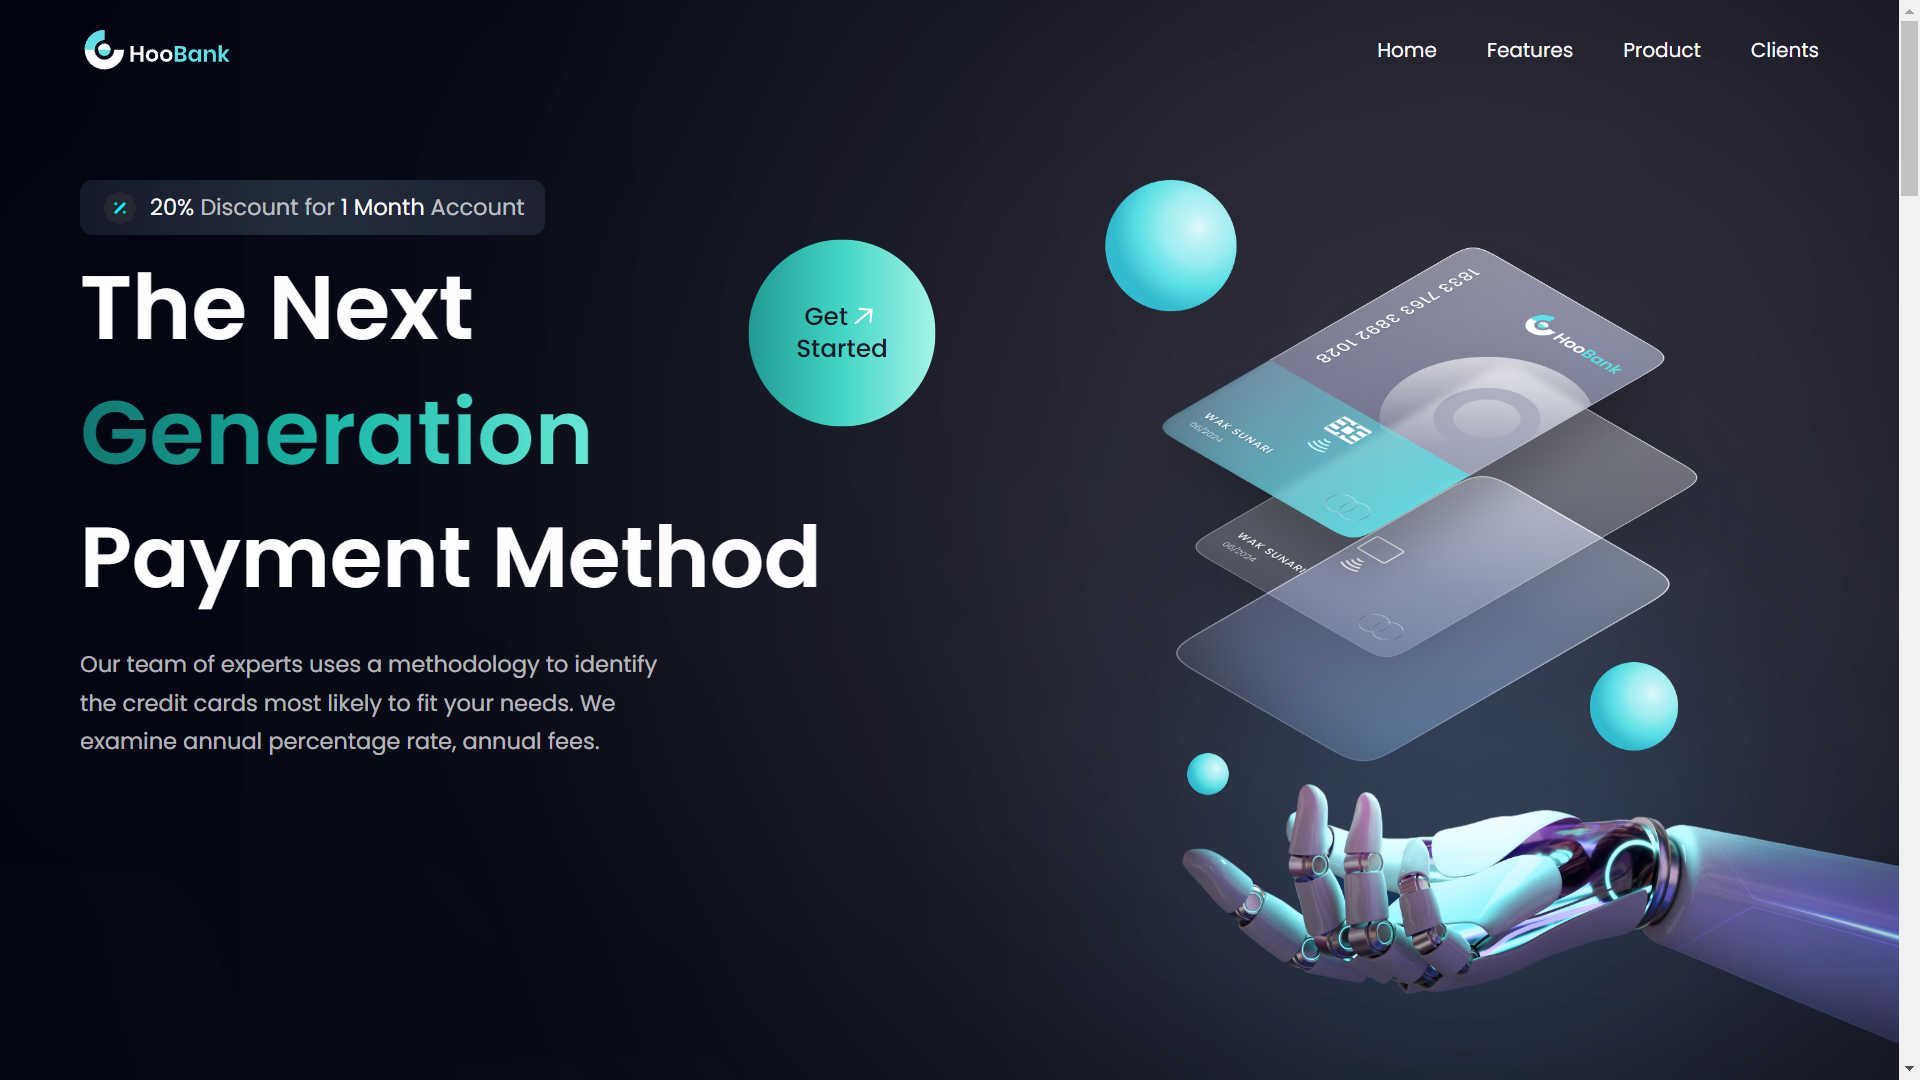 HooBank
Home
Features
Product
Clients
20% Discount for 1 Month Account
The Next
Generation
Payment Method
Get
Started
Our team of experts uses a methodology to identify
the credit cards most likely to fit your needs. We
examine annual percentage rate, annual fees.
1833 7163 3892 1028
HooBank
WAK SUNARI
06/2024
WAK SUNARI
06/2024